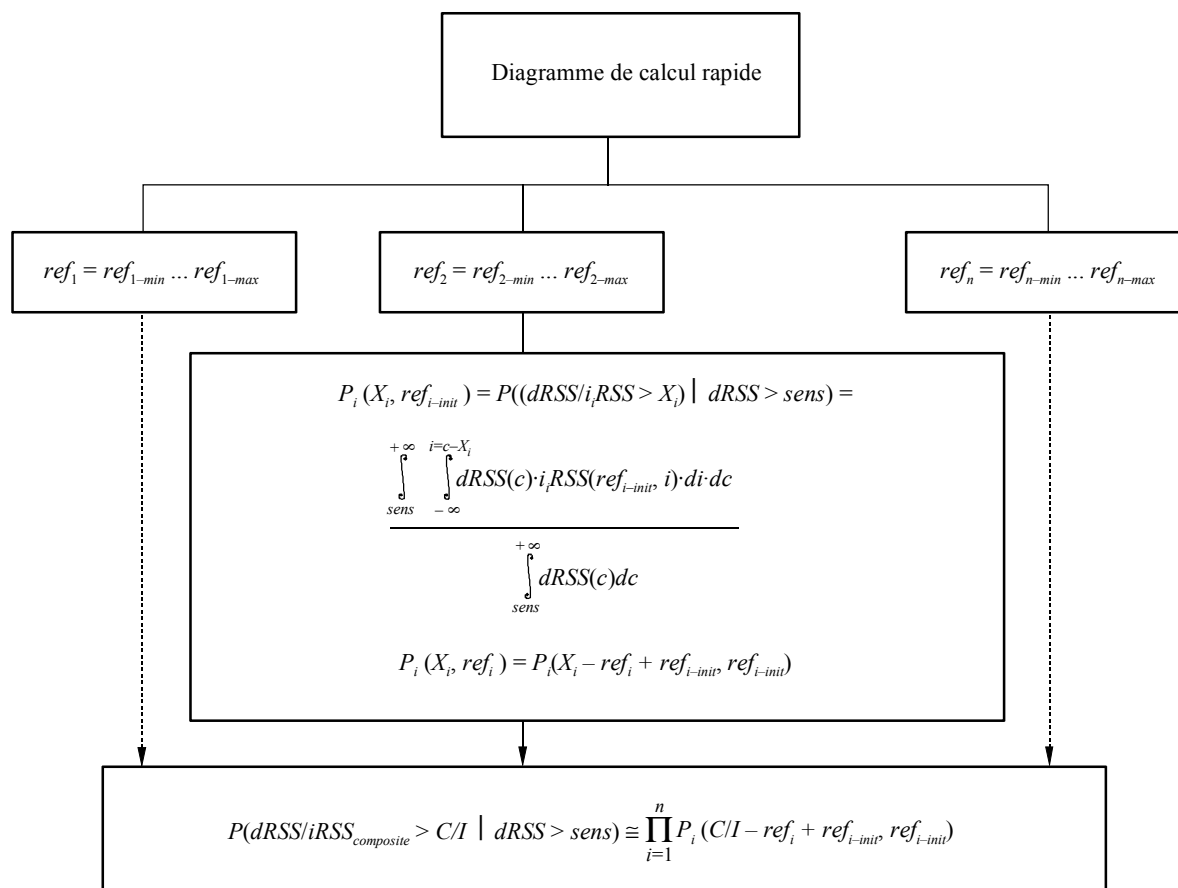 Diagramme de calcul rapide
ref₁ = ref₁₋min ... ref₁₋max
ref₂ = ref₂₋min ... ref₂₋max
refₙ = refₙ₋min ... refₙ₋max
Pᵢ (Xᵢ, refᵢ₋init ) = P((dRSS/iᵢRSS > Xᵢ) | dRSS > sens) =
+ ∞ i=c–Xᵢ
∫ ∫ dRSS(c)·iᵢRSS(refᵢ₋init, i)·di·dc
sens – ∞
+ ∞
∫ dRSS(c)dc
sens
Pᵢ (Xᵢ, refᵢ ) = Pᵢ(Xᵢ – refᵢ + refᵢ₋init, refᵢ₋init)
n
P(dRSS/iRSScomposite > C/I | dRSS > sens) ≅ ∏ Pᵢ (C/I – refᵢ + refᵢ₋init, refᵢ₋init)
i=1